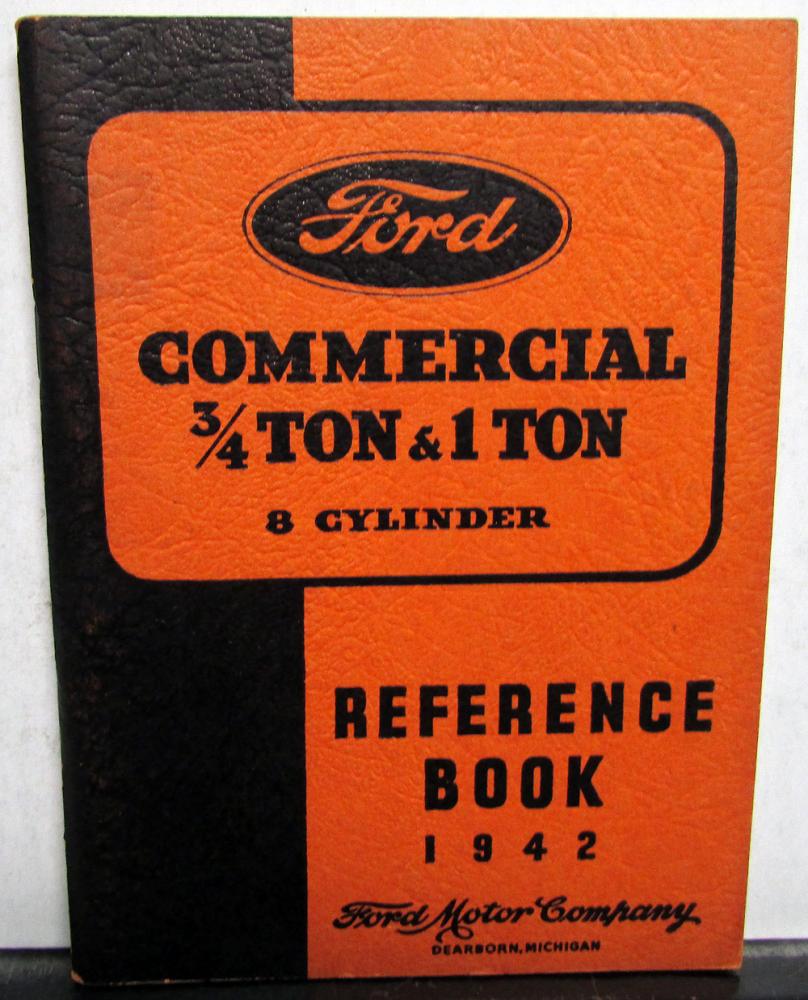 Ford
COMMERCIAL
3/4 TON & 1 TON
8 CYLINDER
REFERENCE
BOOK
1942
Ford Motor Company
DEARBORN, MICHIGAN